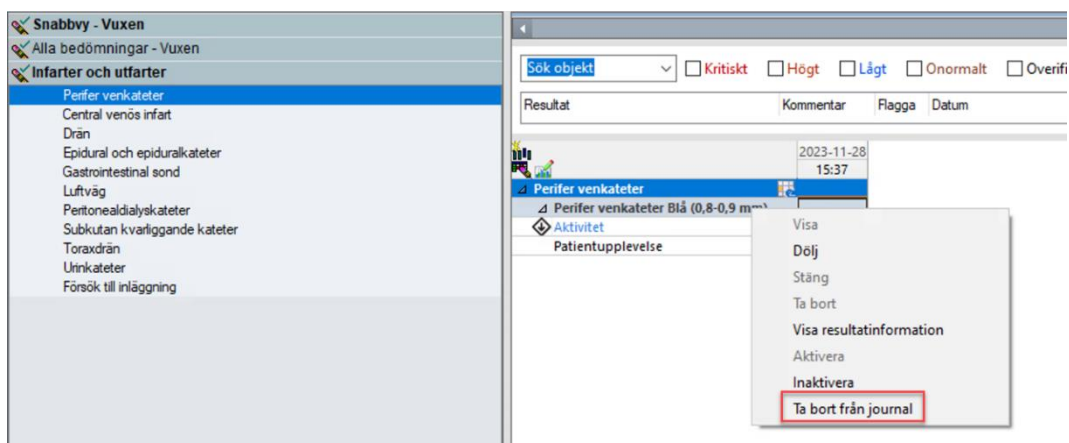 Snabbvy - Vuxen
Alla bedömningar - Vuxen
Infarter och utfarter
Perifer venkateter
Central venös infart
Drän
Epidural och epiduralkateter
Gastrointestinal sond
Luftväg
Peritonealdialyskateter
Subkutan kvarliggande kateter
Toraxdrän
Urinkateter
Försök till inläggning
Sök objekt Kritiskt Högt Lågt Onormalt Overifi
Resultat Kommentar Flagga Datum
2023-11-28
15:37
Perifer venkateter
Perifer venkateter Blå (0,8-0,9 mm)
Aktivitet
Patientupplevelse
Visa
Dölj
Stäng
Ta bort
Visa resultatinformation
Aktivera
Inaktivera
Ta bort från journal